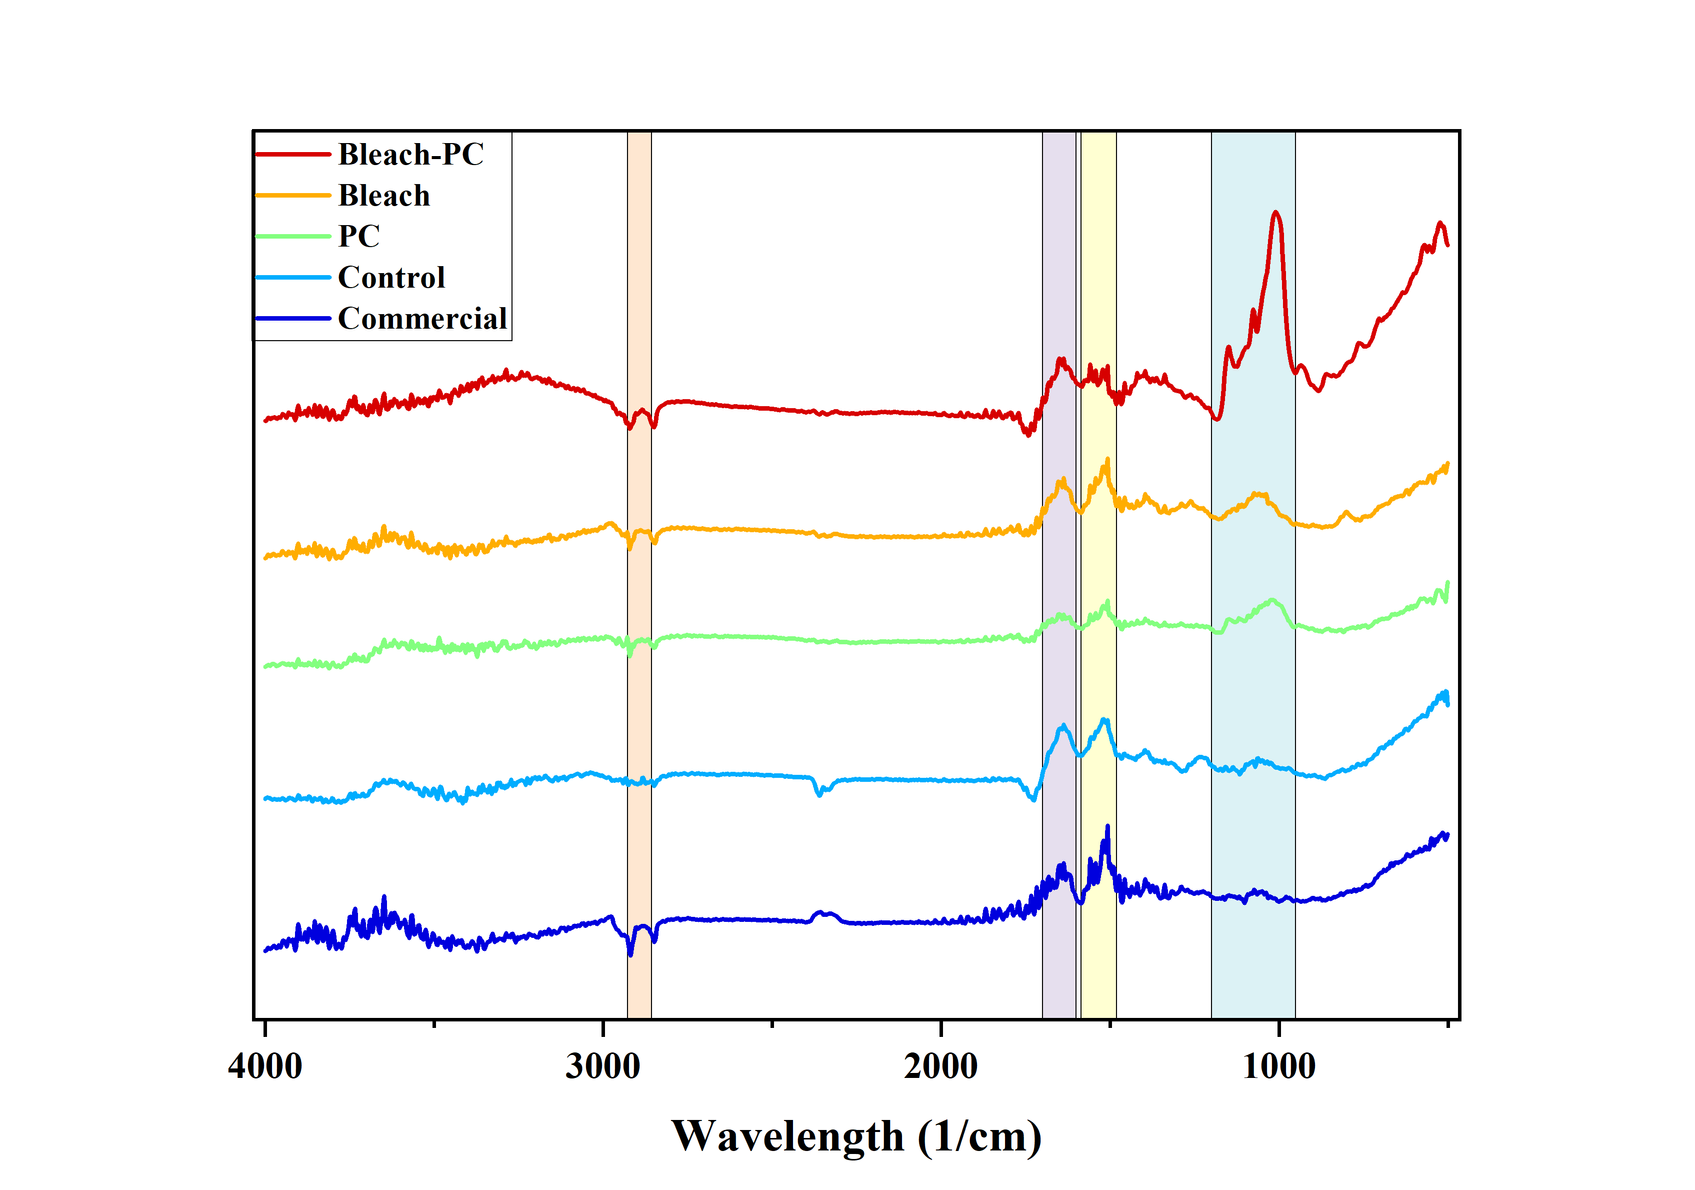 Bleach-PC
Bleach
PC
Control
Commercial
4000 3000 2000 1000
Wavelength (1/cm)